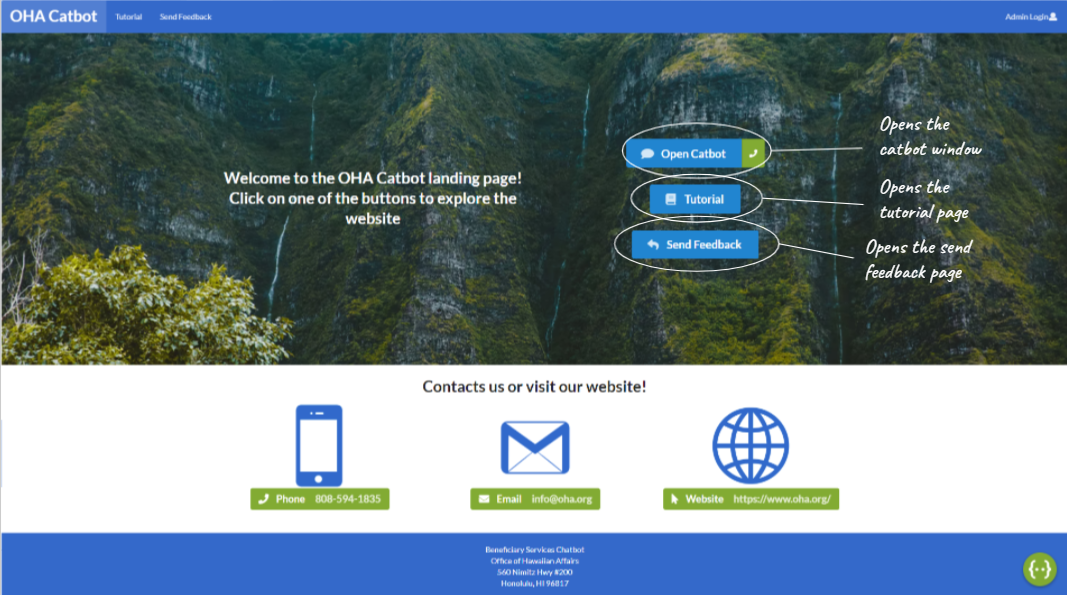 OHA Catbot Tutorial Send Feedback Admin Login
Welcome to the OHA Catbot landing page!
Click on one of the buttons to explore the
website
Open Catbot
Tutorial
Send Feedback
Opens the
catbot window
Opens the
tutorial page
Opens the send
feedback page
Contacts us or visit our website!
Phone 808-594-1835
Email info@oha.org
Website https://www.oha.org/
Beneficiary Services Chatbot
Office of Hawaiian Affairs
560 Nimitz Hwy #200
Honolulu, HI 96817